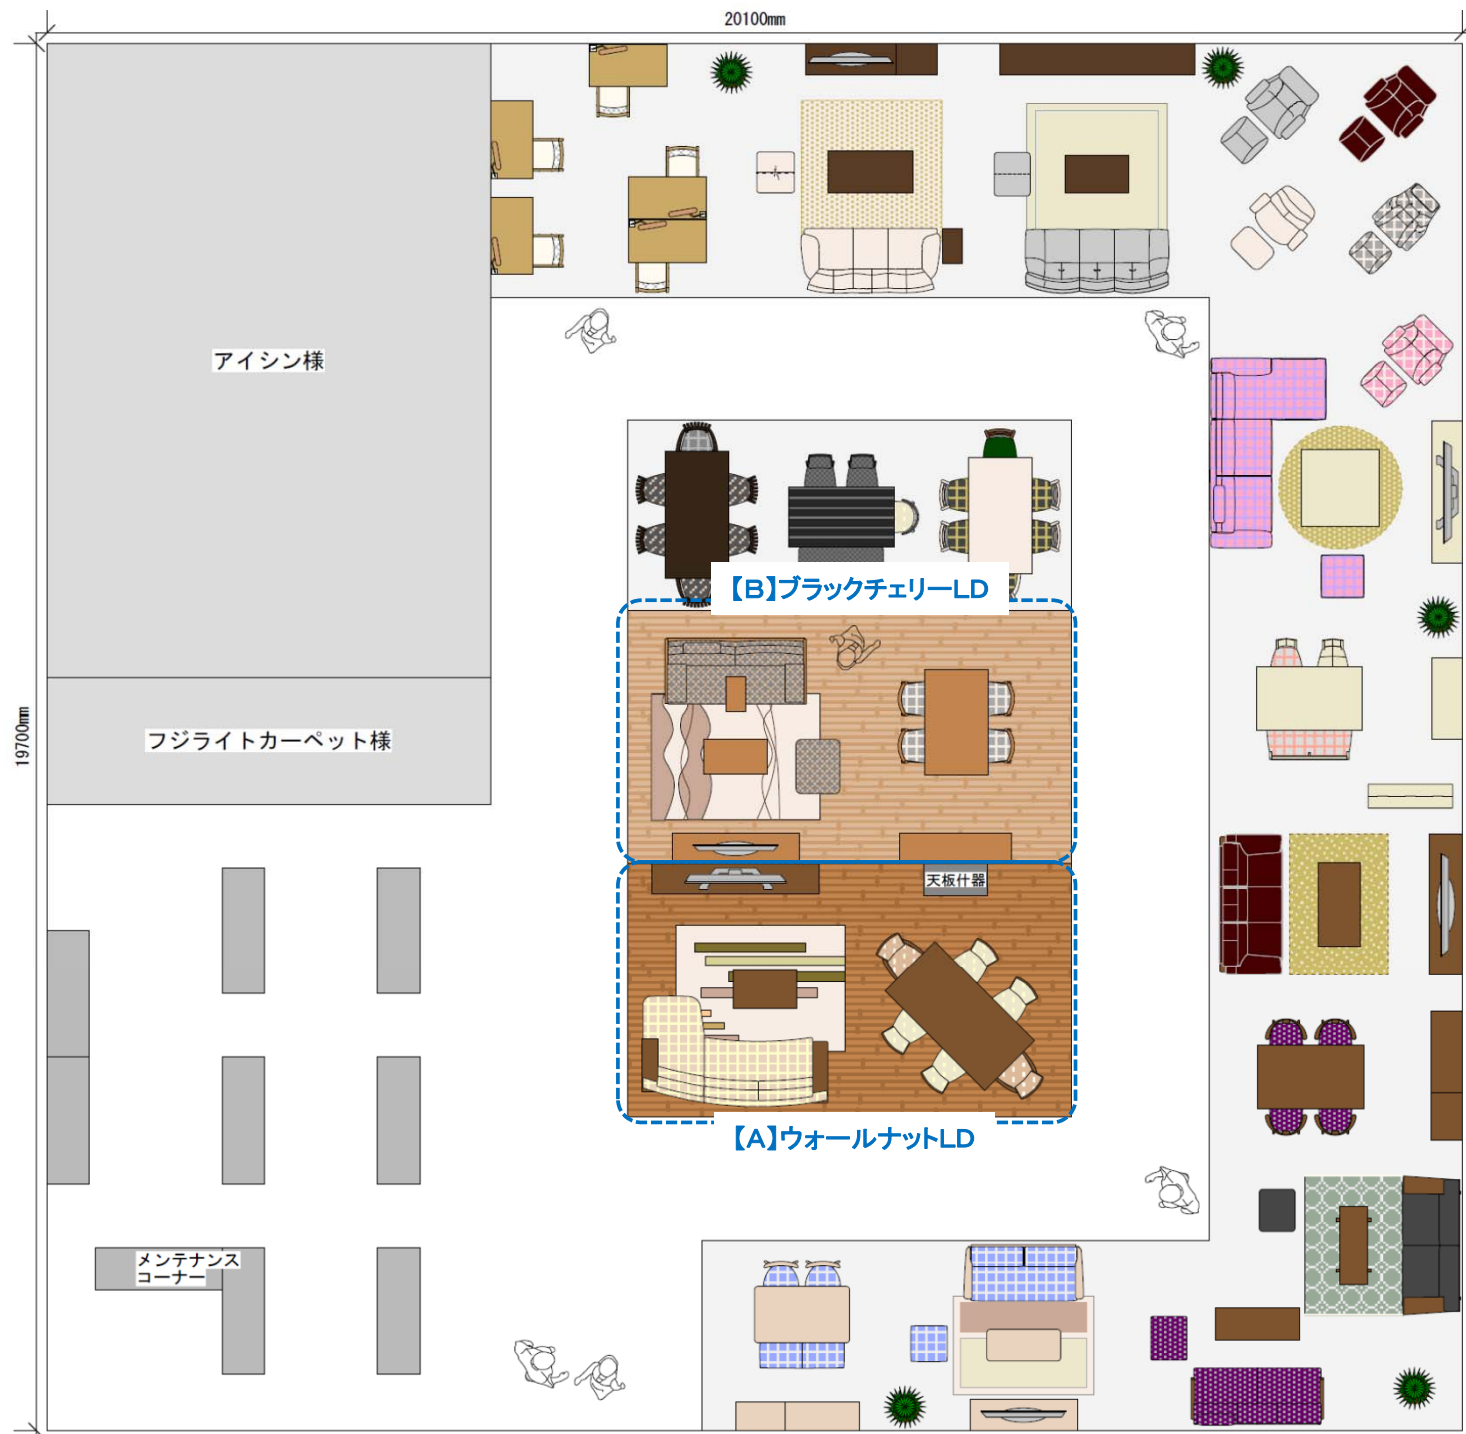 20100mm
19700mm
アイシン様
【B】ブラックチェリーLD
フジライトカーペット様
天板什器
【A】ウォールナットLD
メンテナンス
コーナー